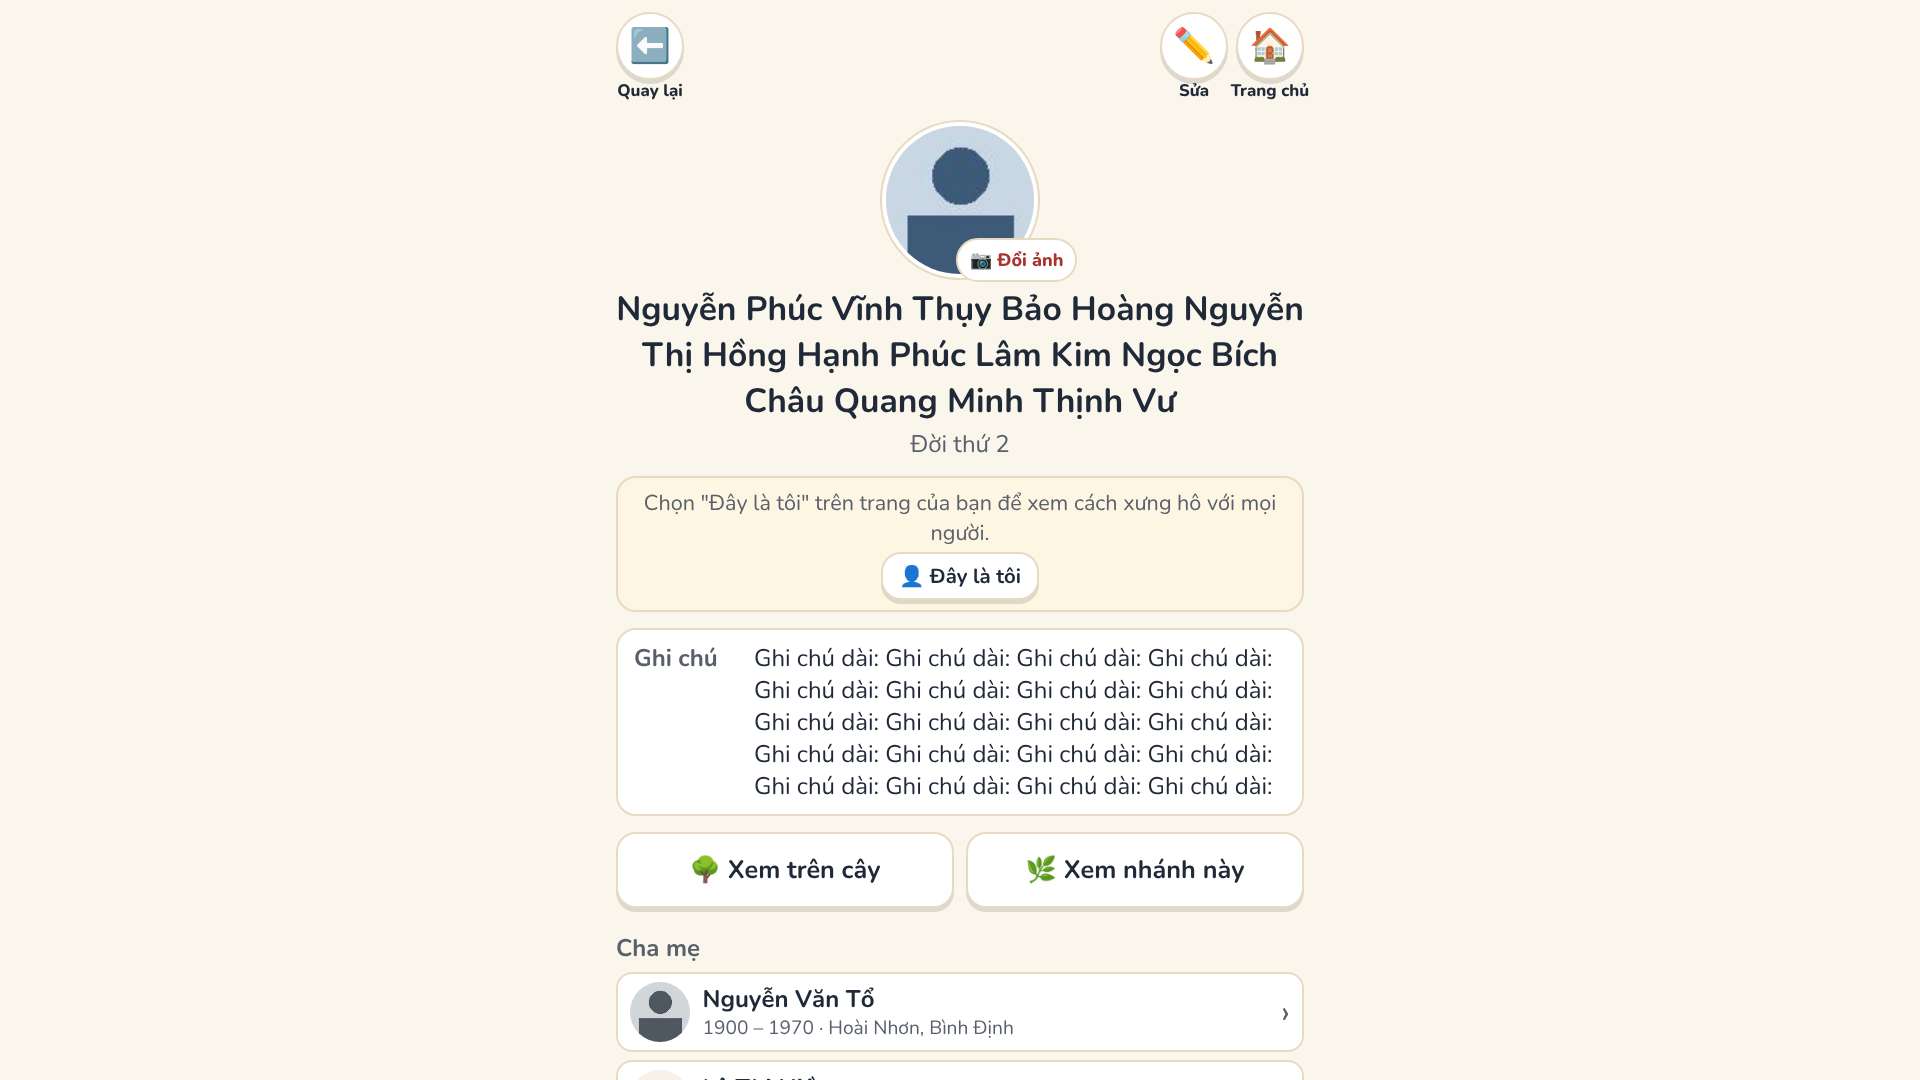 Quay lại
Sửa
Trang chủ
📷 Đổi ảnh
Nguyễn Phúc Vĩnh Thụy Bảo Hoàng Nguyễn
Thị Hồng Hạnh Phúc Lâm Kim Ngọc Bích
Châu Quang Minh Thịnh Vư
Đời thứ 2
Chọn "Đây là tôi" trên trang của bạn để xem cách xưng hô với mọi
người.
👤 Đây là tôi
Ghi chú
Ghi chú dài: Ghi chú dài: Ghi chú dài: Ghi chú dài:
Ghi chú dài: Ghi chú dài: Ghi chú dài: Ghi chú dài:
Ghi chú dài: Ghi chú dài: Ghi chú dài: Ghi chú dài:
Ghi chú dài: Ghi chú dài: Ghi chú dài: Ghi chú dài:
Ghi chú dài: Ghi chú dài: Ghi chú dài: Ghi chú dài:
🌳 Xem trên cây
🌿 Xem nhánh này
Cha mẹ
Nguyễn Văn Tổ
1900 – 1970 · Hoài Nhơn, Bình Định